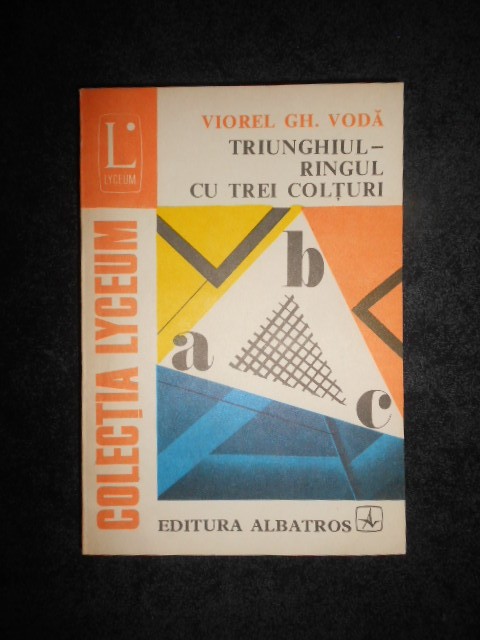 L
LYCEUM
VIOREL GH. VODĂ
TRIUNGHIUL–
RINGUL
CU TREI COLȚURI
COLECȚIA LYCEUM
b
a
c
EDITURA ALBATROS